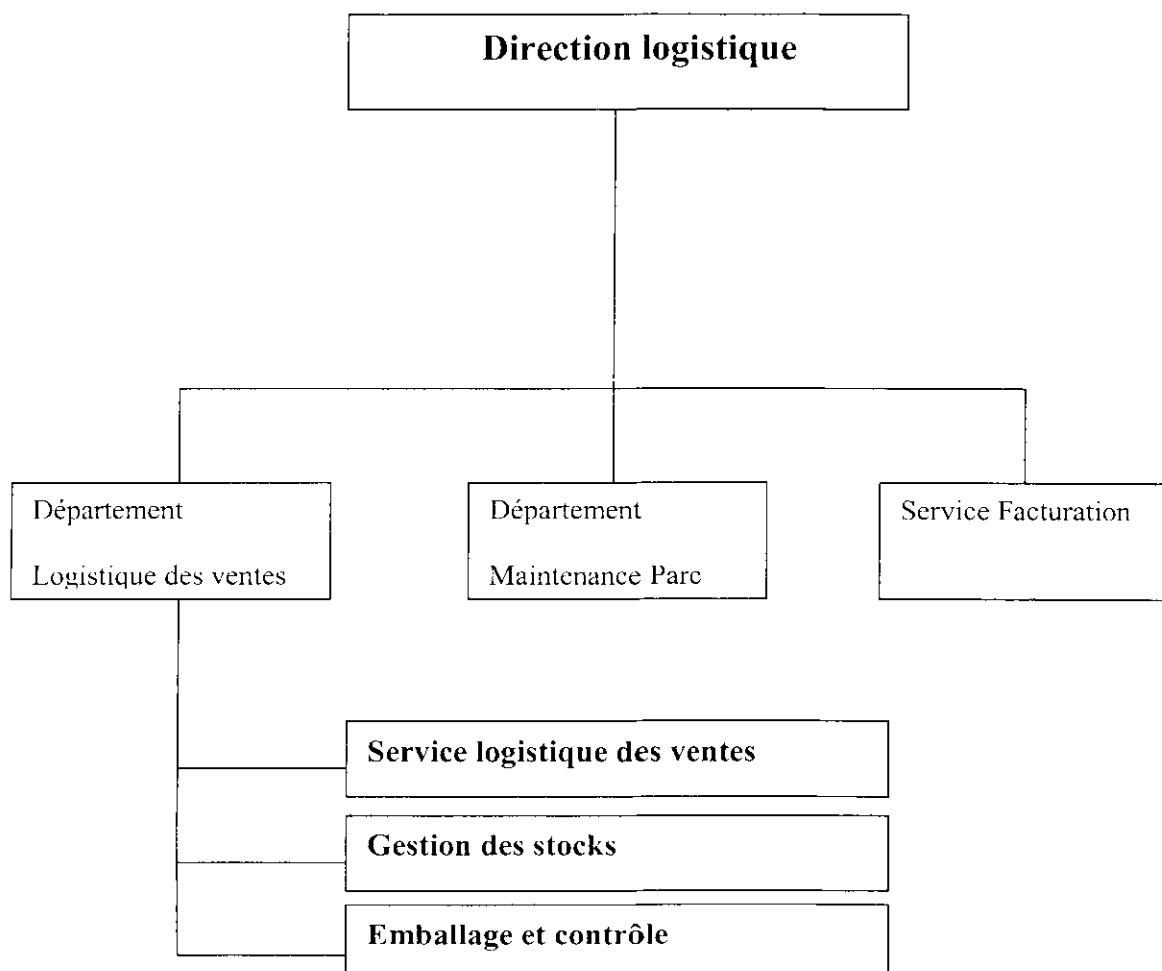 Direction logistique
Département
Logistique des ventes
Département
Maintenance Parc
Service Facturation
Service logistique des ventes
Gestion des stocks
Emballage et contrôle